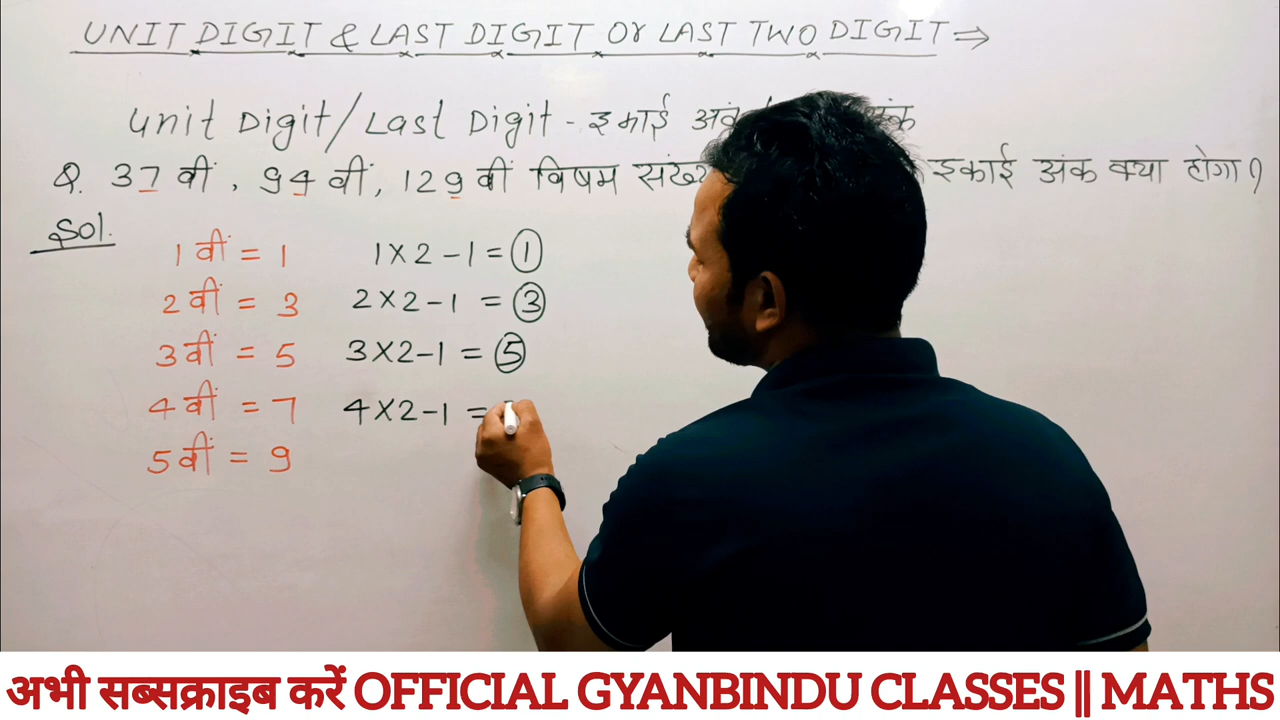 UNIT DIGIT & LAST DIGIT Or LAST TWO DIGIT ⇒
Unit Digit/Last Digit - इकाई अंक
Q. 37 वीं, 94 वीं, 129 वीं विषम इकाई अंक क्या होगा?
Sol.
1 वीं = 1 1×2-1 = 1
2 वीं = 3 2×2-1 = 3
3 वीं = 5 3×2-1 = 5
4 वीं = 7 4×2-1 =
5 वीं = 9
अभी सब्सक्राइब करें OFFICIAL GYANBINDU CLASSES || MATHS